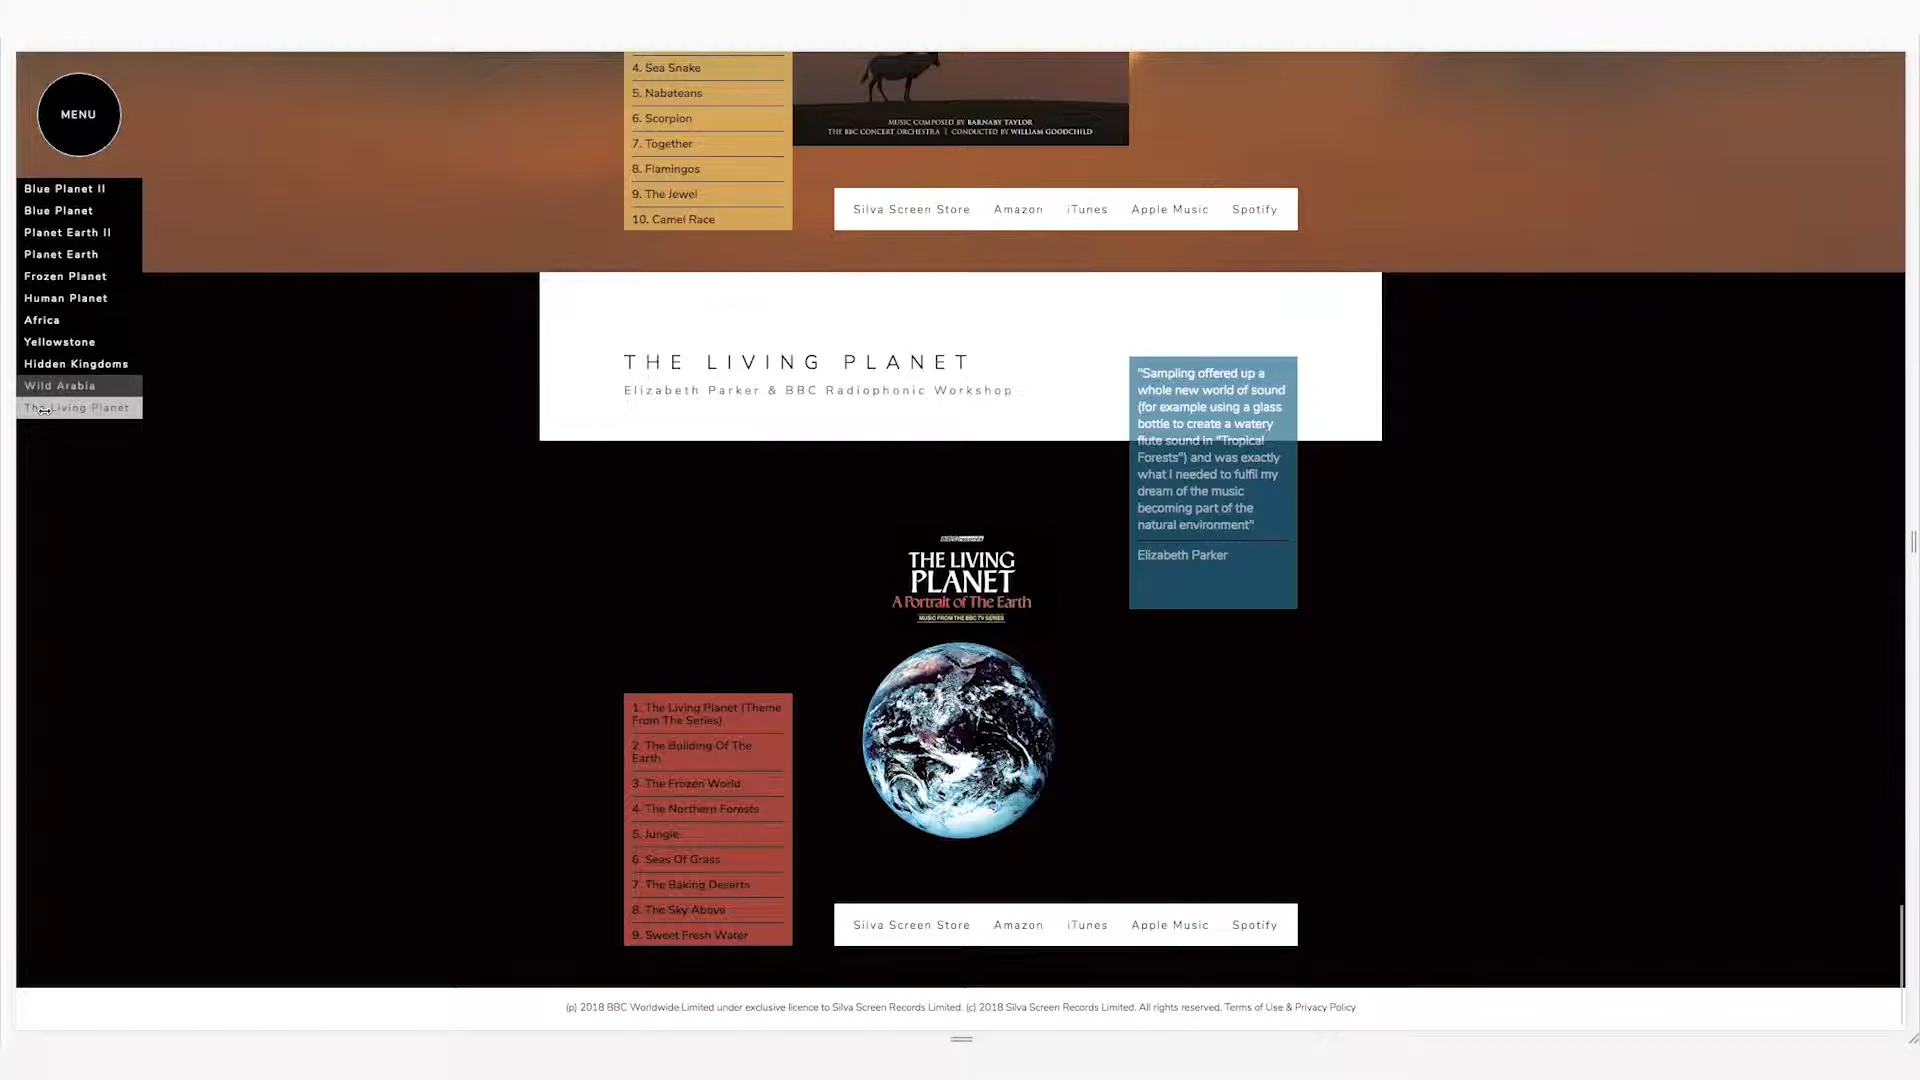 MENU
Blue Planet II
Blue Planet
Planet Earth II
Planet Earth
Frozen Planet
Human Planet
Africa
Yellowstone
Hidden Kingdoms
Wild Arabia
The Living Planet
4. Sea Snake
5. Nabateans
6. Scorpion
7. Together
8. Flamingos
9. The Jewel
10. Camel Race
MUSIC COMPOSED BY BARNABY TAYLOR
THE BBC CONCERT ORCHESTRA | CONDUCTED BY WILLIAM GOODCHILD
Silva Screen Store Amazon iTunes Apple Music Spotify
THE LIVING PLANET
Elizabeth Parker & BBC Radiophonic Workshop
"Sampling offered up a
whole new world of sound
(for example using a glass
bottle to create a watery
flute sound in "Tropical
Forests") and was exactly
what I needed to fulfil my
dream of the music
becoming part of the
natural environment"
Elizabeth Parker
BBC records
THE LIVING
PLANET
A Portrait of The Earth
MUSIC FROM THE BBC TV SERIES
1. The Living Planet (Theme
From The Series)
2. The Building Of The
Earth
3. The Frozen World
4. The Northern Forests
5. Jungle
6. Seas Of Grass
7. The Baking Deserts
8. The Sky Above
9. Sweet Fresh Water
Silva Screen Store Amazon iTunes Apple Music Spotify
(p) 2018 BBC Worldwide Limited under exclusive licence to Silva Screen Records Limited. (c) 2018 Silva Screen Records Limited. All rights reserved. Terms of Use & Privacy Policy